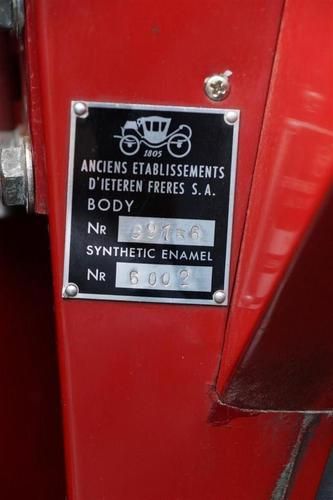 1805
ANCIENS ETABLISSEMENTS
D'IETEREN FRERES S.A.
BODY
Nr
SYNTHETIC ENAMEL
Nr 6002